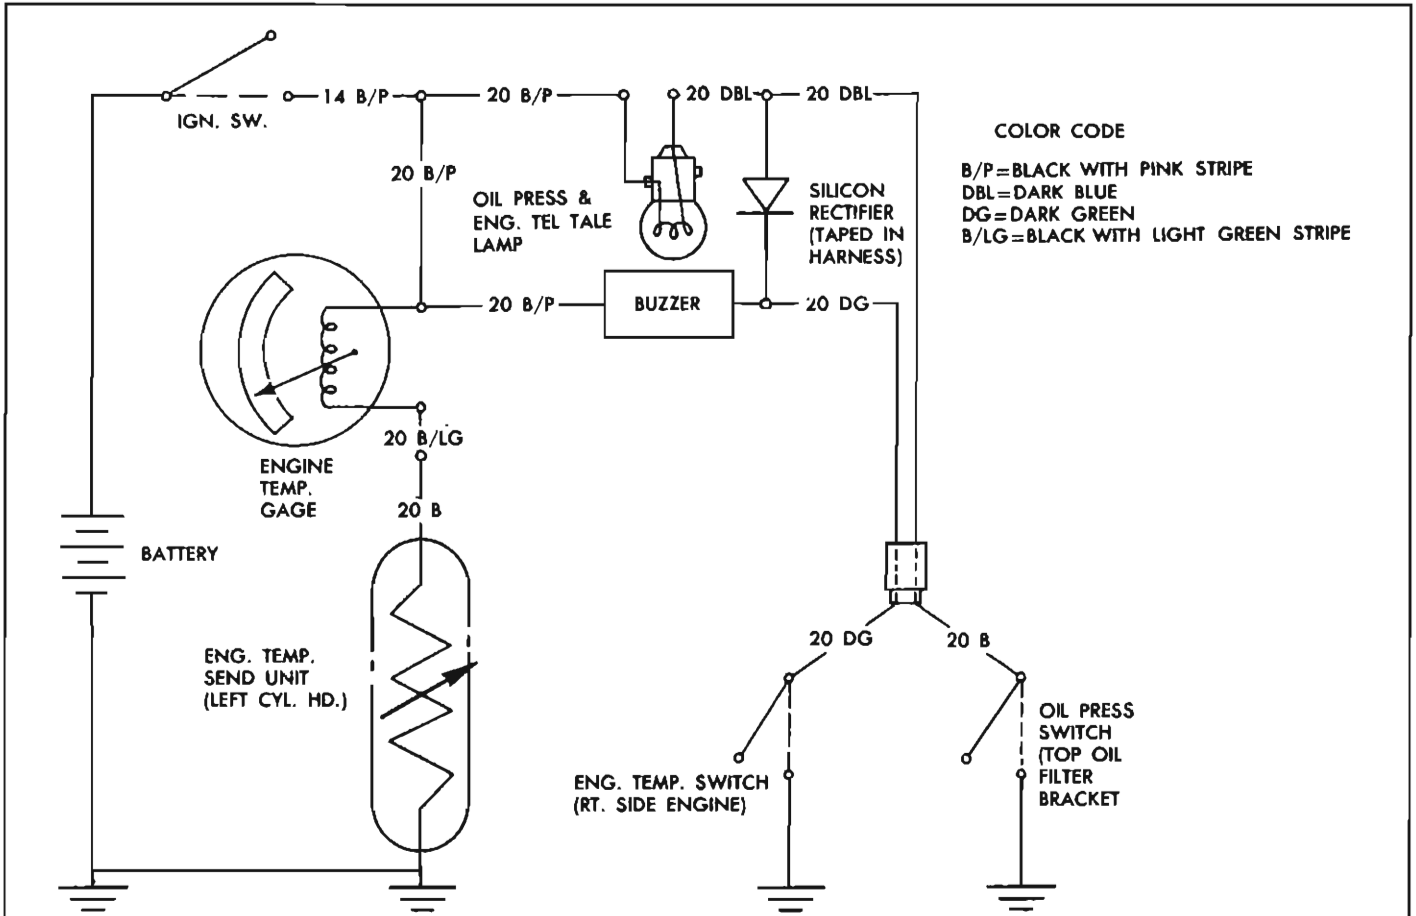 14 B/P
20 B/P
20 DBL
20 DBL
IGN. SW.
COLOR CODE
B/P=BLACK WITH PINK STRIPE
DBL=DARK BLUE
DG=DARK GREEN
B/LG=BLACK WITH LIGHT GREEN STRIPE
20 B/P
OIL PRESS &
ENG. TEL TALE
LAMP
SILICON
RECTIFIER
(TAPED IN
HARNESS)
20 B/P
BUZZER
20 DG
20 B/LG
ENGINE
TEMP.
GAGE
20 B
BATTERY
ENG. TEMP.
SEND UNIT
(LEFT CYL. HD.)
20 DG
20 B
ENG. TEMP. SWITCH
(RT. SIDE ENGINE)
OIL PRESS
SWITCH
(TOP OIL
FILTER
BRACKET